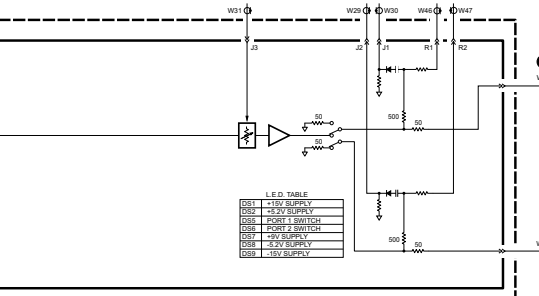 W31 W29 W30 W46 W47
J3 J2 J1 R1 R2
50
500
50
50
L.E.D. TABLE
DS1 +15V SUPPLY
DS2 +5.2V SUPPLY
DS5 PORT 1 SWITCH
DS6 PORT 2 SWITCH
DS7 +9V SUPPLY
DS8 -5.2V SUPPLY
DS9 -15V SUPPLY
500
50